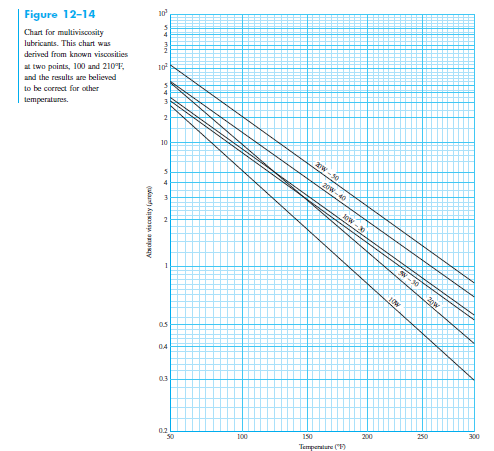 Figure 12–14
Chart for multiviscosity
lubricants. This chart was
derived from known viscosities
at two points, 100 and 210°F,
and the results are believed
to be correct for other
temperatures.
10³
5
4
3
2
10²
5
4
3
2
10
5
4
3
2
1
0.5
0.4
0.3
0.2
Absolute viscosity (μreyn)
20W – 50
20W – 40
10W – 30
5W – 30
20W
10W
50
100
150
200
250
300
Temperature (°F)